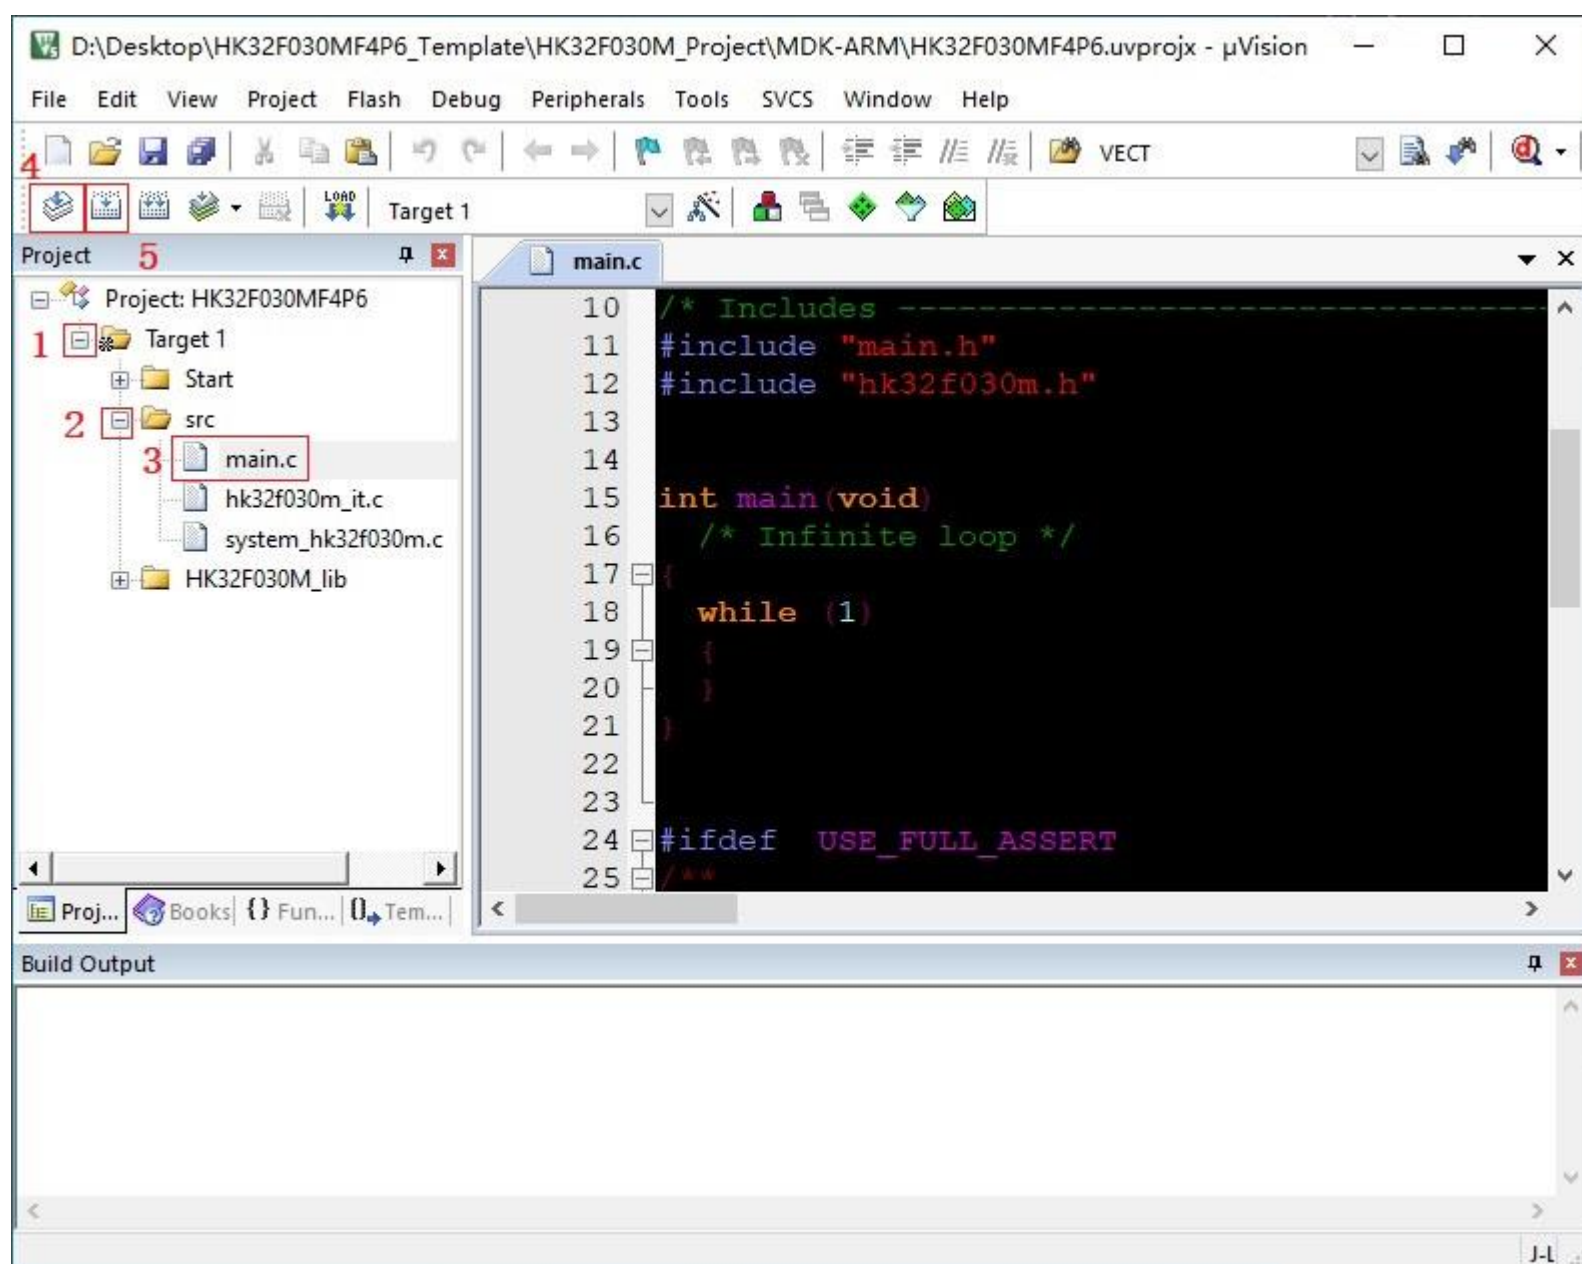 D:\Desktop\HK32F030MF4P6_Template\HK32F030M_Project\MDK-ARM\HK32F030MF4P6.uvprojx - µVision
File Edit View Project Flash Debug Peripherals Tools SVCS Window Help
4 VECT
LOAD Target 1
Project 5
main.c
Project: HK32F030MF4P6
1 Target 1
Start
2 src
3 main.c
hk32f030m_it.c
system_hk32f030m.c
HK32F030M_lib
10 /* Includes ---------------------------------
11 #include "main.h"
12 #include "hk32f030m.h"
13
14
15 int main(void)
16 /* Infinite loop */
17 {
18 while (1)
19 {
20 }
21 }
22
23
24 #ifdef USE_FULL_ASSERT
25 /**
Proj... Books {} Fun... 0 Tem...
Build Output
J-L